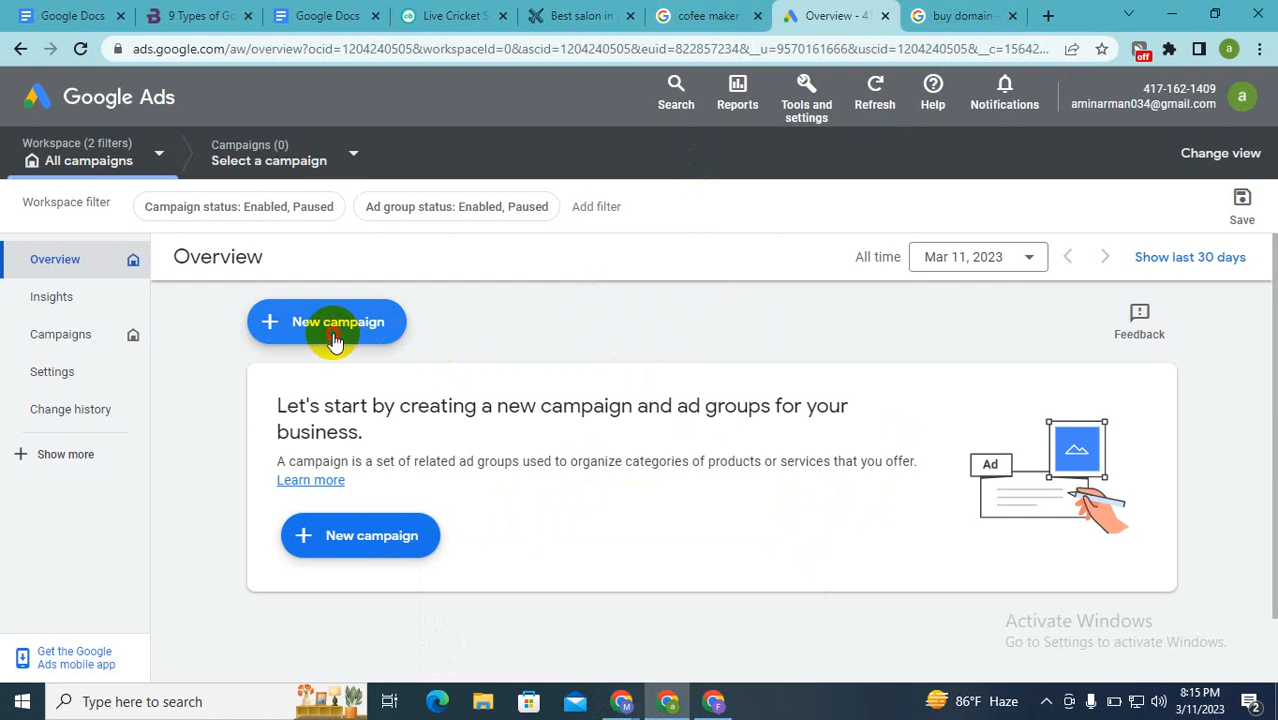 Google Docs
9 Types of Go
Google Docs
Live Cricket Sc
Best salon in
cofee maker
Overview - 41
buy domain -
ads.google.com/aw/overview?ocid=1204240505&workspaceId=0&ascid=1204240505&euid=822857234&__u=9570161666&uscid=1204240505&__c=15642...
off
a
Google Ads
Search
Reports
Tools and
settings
Refresh
Help
Notifications
417-162-1409
aminarman034@gmail.com
a
Workspace (2 filters)
All campaigns
Campaigns (0)
Select a campaign
Change view
Workspace filter
Campaign status: Enabled, Paused
Ad group status: Enabled, Paused
Add filter
Save
Overview
Insights
Campaigns
Settings
Change history
Show more
Get the Google
Ads mobile app
Overview
All time
Mar 11, 2023
Show last 30 days
New campaign
Feedback
Let's start by creating a new campaign and ad groups for your
business.
A campaign is a set of related ad groups used to organize categories of products or services that you offer.
Learn more
New campaign
Ad
Activate Windows
Go to Settings to activate Windows.
Type here to search
M
a
F
86°F Haze
8:15 PM
3/11/2023
2